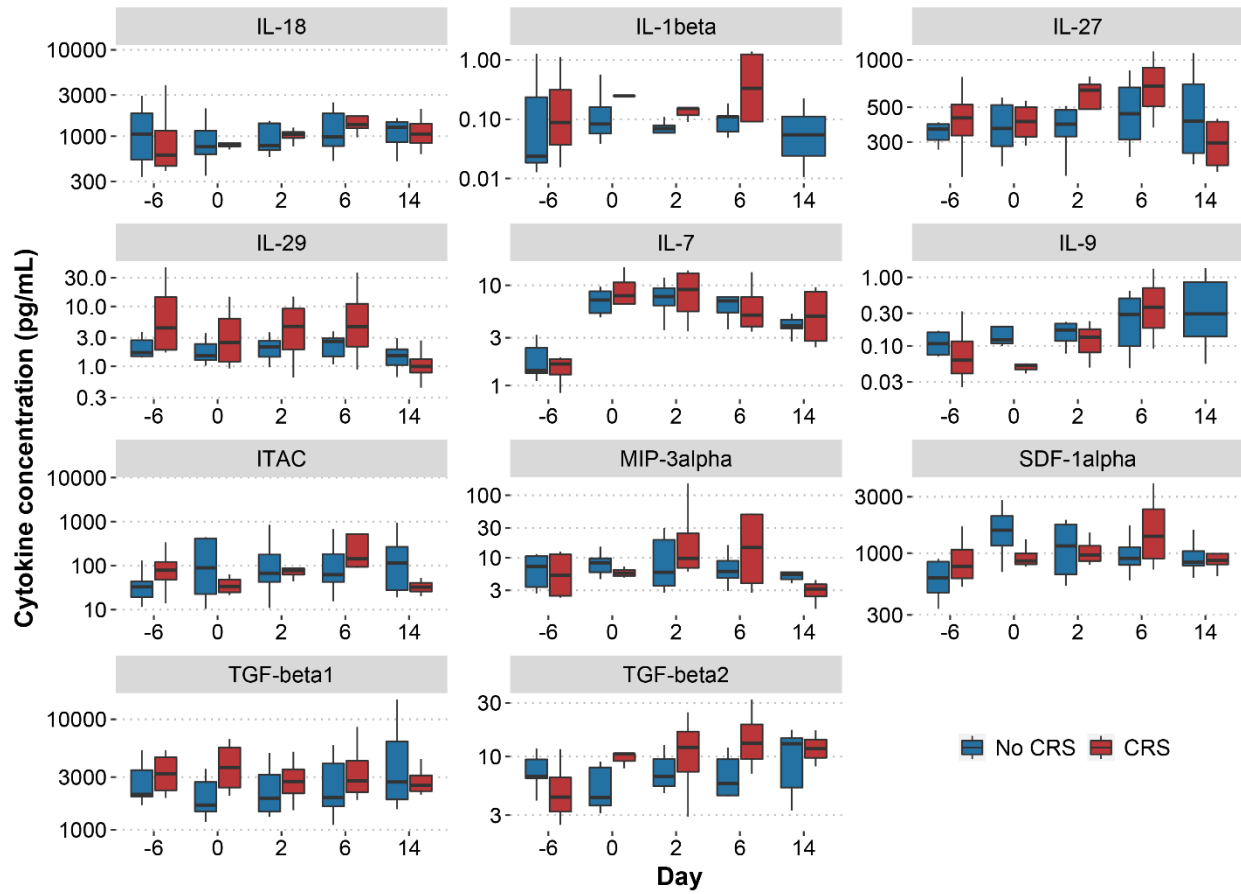 IL-18 IL-1beta IL-27
10000
3000
1000
300
-6 0 2 6 14
1.00
0.10
0.01
-6 0 2 6 14
1000
500
300
-6 0 2 6 14
IL-29 IL-7 IL-9
30.0
10.0
3.0
1.0
0.3
-6 0 2 6 14
10
3
1
-6 0 2 6 14
1.00
0.30
0.10
0.03
-6 0 2 6 14
Cytokine concentration (pg/mL)
ITAC MIP-3alpha SDF-1alpha
10000
1000
100
10
-6 0 2 6 14
100
30
10
3
-6 0 2 6 14
3000
1000
300
-6 0 2 6 14
TGF-beta1 TGF-beta2
10000
3000
1000
-6 0 2 6 14
30
10
3
-6 0 2 6 14
No CRS CRS
Day